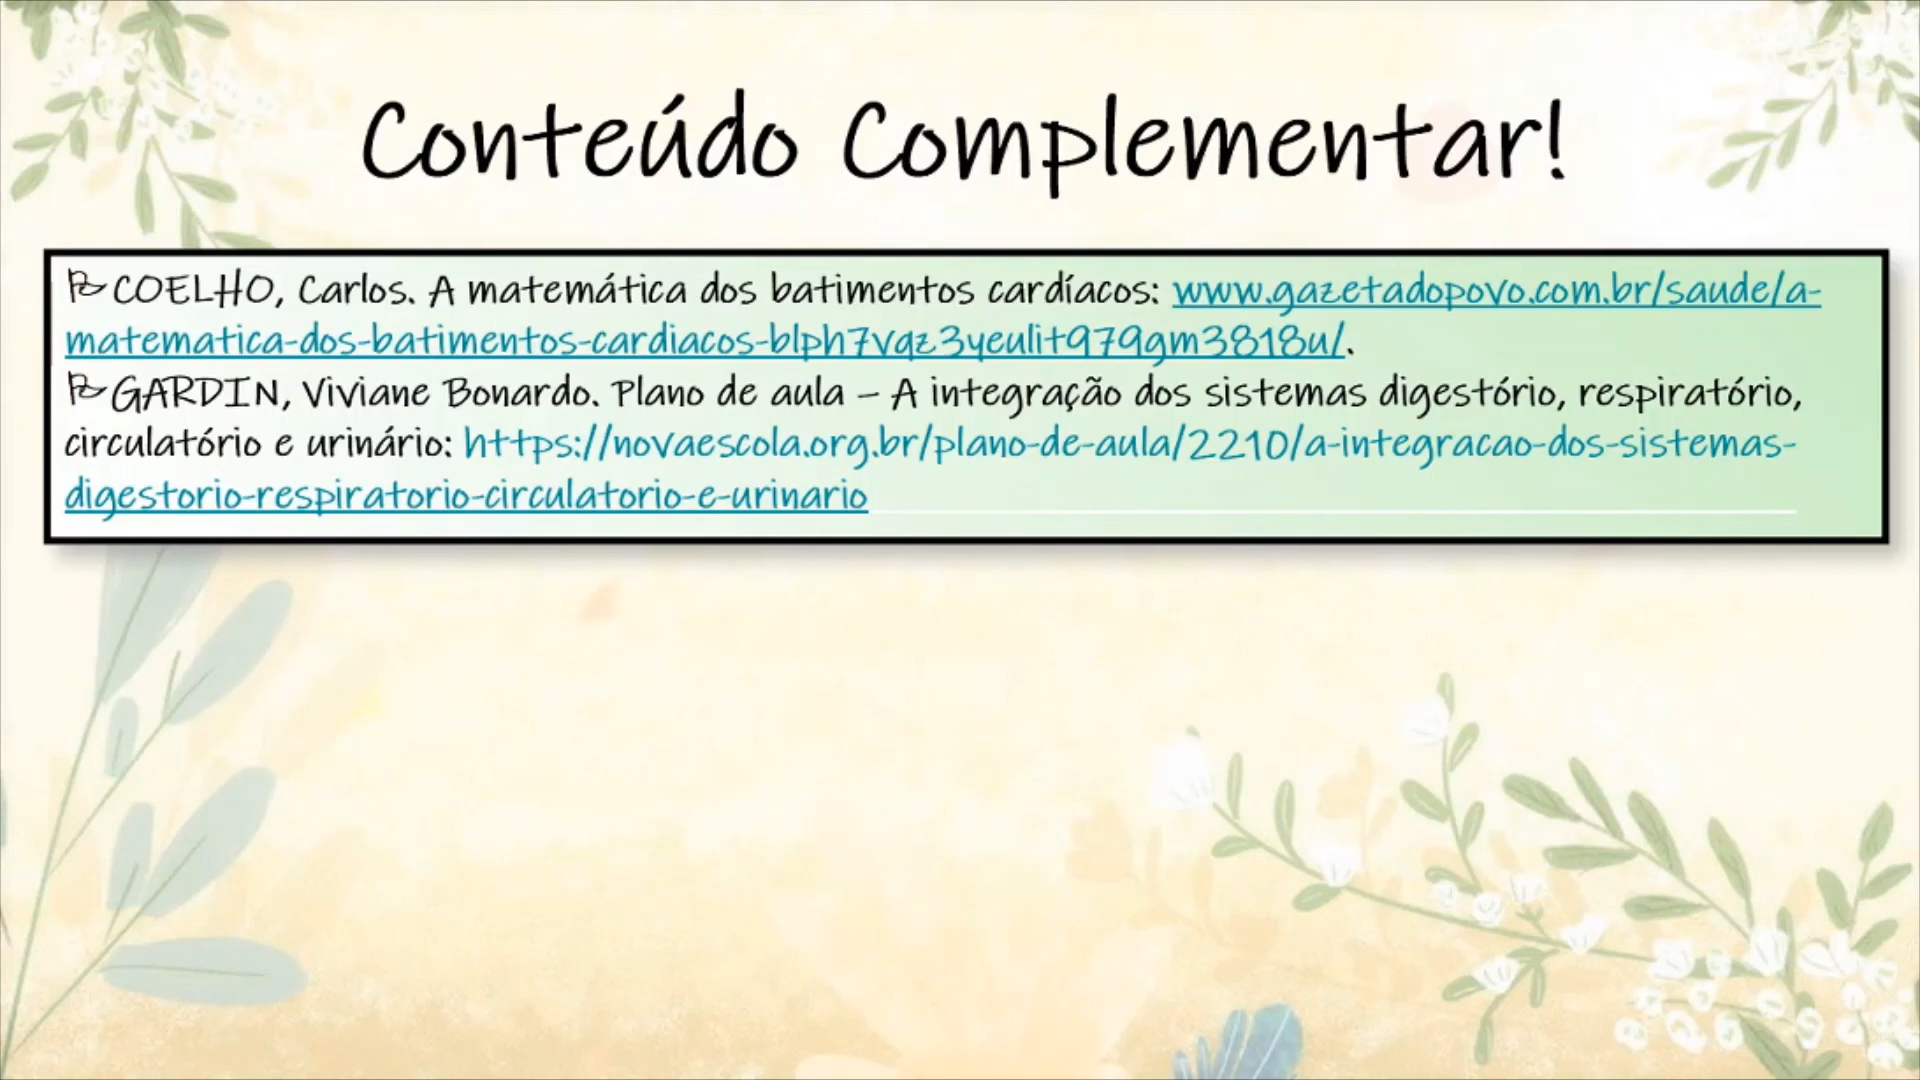 Conteúdo Complementar!
COELHO, Carlos. A matemática dos batimentos cardíacos: www.gazetadopovo.com.br/saude/a-
matematica-dos-batimentos-cardiacos-blph7vqz3yeulit979gm3818u/.
GARDIN, Viviane Bonardo. Plano de aula – A integração dos sistemas digestório, respiratório,
circulatório e urinário: https://novaescola.org.br/plano-de-aula/2210/a-integracao-dos-sistemas-
digestorio-respiratorio-circulatorio-e-urinario